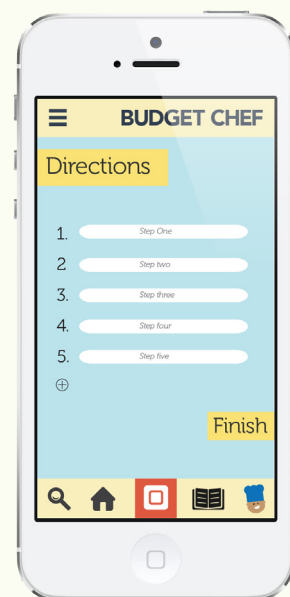 BUDGET CHEF
Directions
1. Step One
2 Step two
3. Step three
4. Step four
5. Step five
Finish